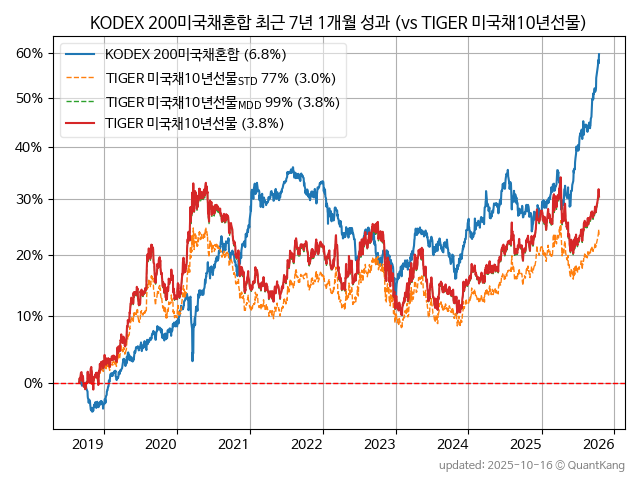 KODEX 200미국채혼합 최근 7년 1개월 성과 (vs TIGER 미국채10년선물)
60%
50%
40%
30%
20%
10%
0%
KODEX 200미국채혼합 (6.8%)
TIGER 미국채10년선물STD 77% (3.0%)
TIGER 미국채10년선물MDD 99% (3.8%)
TIGER 미국채10년선물 (3.8%)
2019 2020 2021 2022 2023 2024 2025 2026
updated: 2025-10-16 © QuantKang